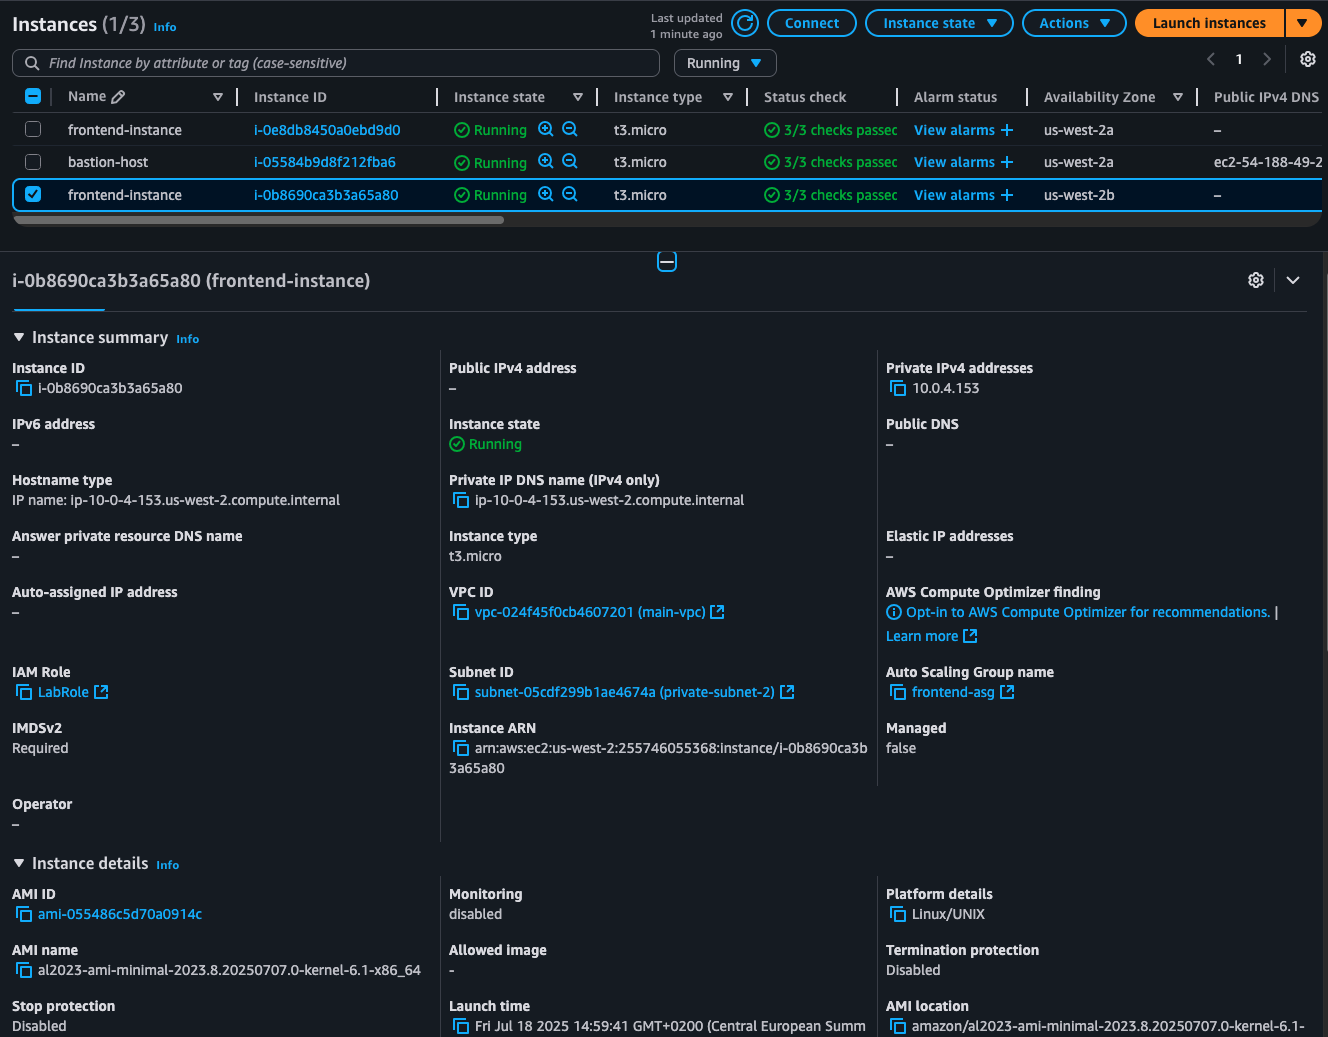 Instances (1/3) Info
Last updated
1 minute ago
Connect
Instance state
Actions
Launch instances
Find Instance by attribute or tag (case-sensitive)
Running
1
Name
Instance ID
Instance state
Instance type
Status check
Alarm status
Availability Zone
Public IPv4 DNS
frontend-instance i-0e8db8450a0ebd9d0 Running t3.micro 3/3 checks passec View alarms + us-west-2a –
bastion-host i-05584b9d8f212fba6 Running t3.micro 3/3 checks passec View alarms + us-west-2a ec2-54-188-49-2
frontend-instance i-0b8690ca3b3a65a80 Running t3.micro 3/3 checks passec View alarms + us-west-2b –
i-0b8690ca3b3a65a80 (frontend-instance)
Instance summary Info
Instance ID
i-0b8690ca3b3a65a80
Public IPv4 address
–
Private IPv4 addresses
10.0.4.153
IPv6 address
–
Instance state
Running
Public DNS
–
Hostname type
IP name: ip-10-0-4-153.us-west-2.compute.internal
Private IP DNS name (IPv4 only)
ip-10-0-4-153.us-west-2.compute.internal
Answer private resource DNS name
–
Instance type
t3.micro
Elastic IP addresses
–
Auto-assigned IP address
–
VPC ID
vpc-024f45f0cb4607201 (main-vpc)
AWS Compute Optimizer finding
Opt-in to AWS Compute Optimizer for recommendations. |
Learn more
IAM Role
LabRole
Subnet ID
subnet-05cdf299b1ae4674a (private-subnet-2)
Auto Scaling Group name
frontend-asg
IMDSv2
Required
Instance ARN
arn:aws:ec2:us-west-2:255746055368:instance/i-0b8690ca3b
3a65a80
Managed
false
Operator
–
Instance details Info
AMI ID
ami-055486c5d70a0914c
Monitoring
disabled
Platform details
Linux/UNIX
AMI name
al2023-ami-minimal-2023.8.20250707.0-kernel-6.1-x86_64
Allowed image
-
Termination protection
Disabled
Stop protection
Disabled
Launch time
Fri Jul 18 2025 14:59:41 GMT+0200 (Central European Summ
AMI location
amazon/al2023-ami-minimal-2023.8.20250707.0-kernel-6.1-